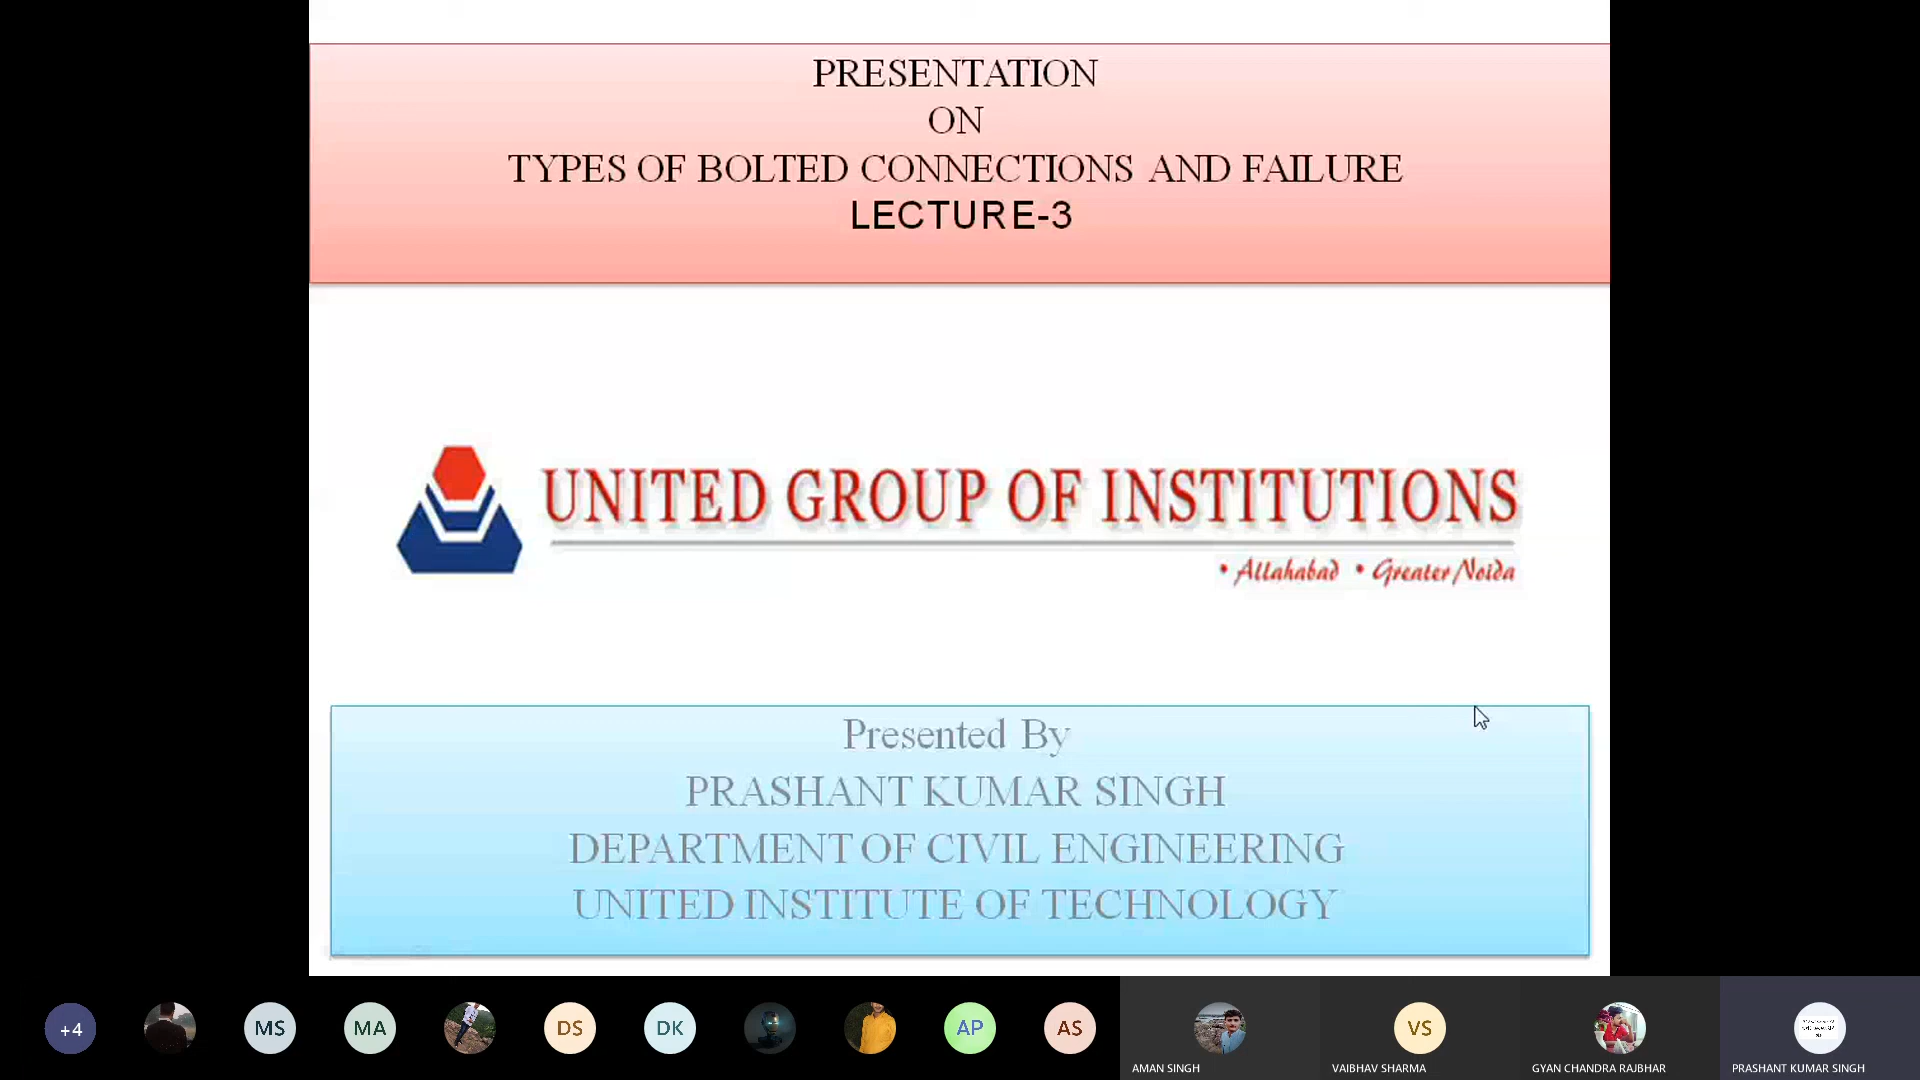 PRESENTATION
ON
TYPES OF BOLTED CONNECTIONS AND FAILURE
LECTURE-3
UNITED GROUP OF INSTITUTIONS
• Allahabad • Greater Noida
Presented By
PRASHANT KUMAR SINGH
DEPARTMENT OF CIVIL ENGINEERING
UNITED INSTITUTE OF TECHNOLOGY
+4
MS
MA
DS
DK
AP
AS
VS
AMAN SINGH
VAIBHAV SHARMA
GYAN CHANDRA RAJBHAR
PRASHANT KUMAR SINGH